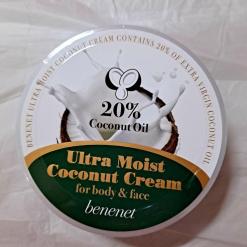 BENENET ULTRA MOIST COCONUT CREAM CONTAINS 20% OF EXTRA VIRGIN COCONUT OIL
20%
Coconut Oil
Ultra Moist
Coconut Cream
for body & face
benenet